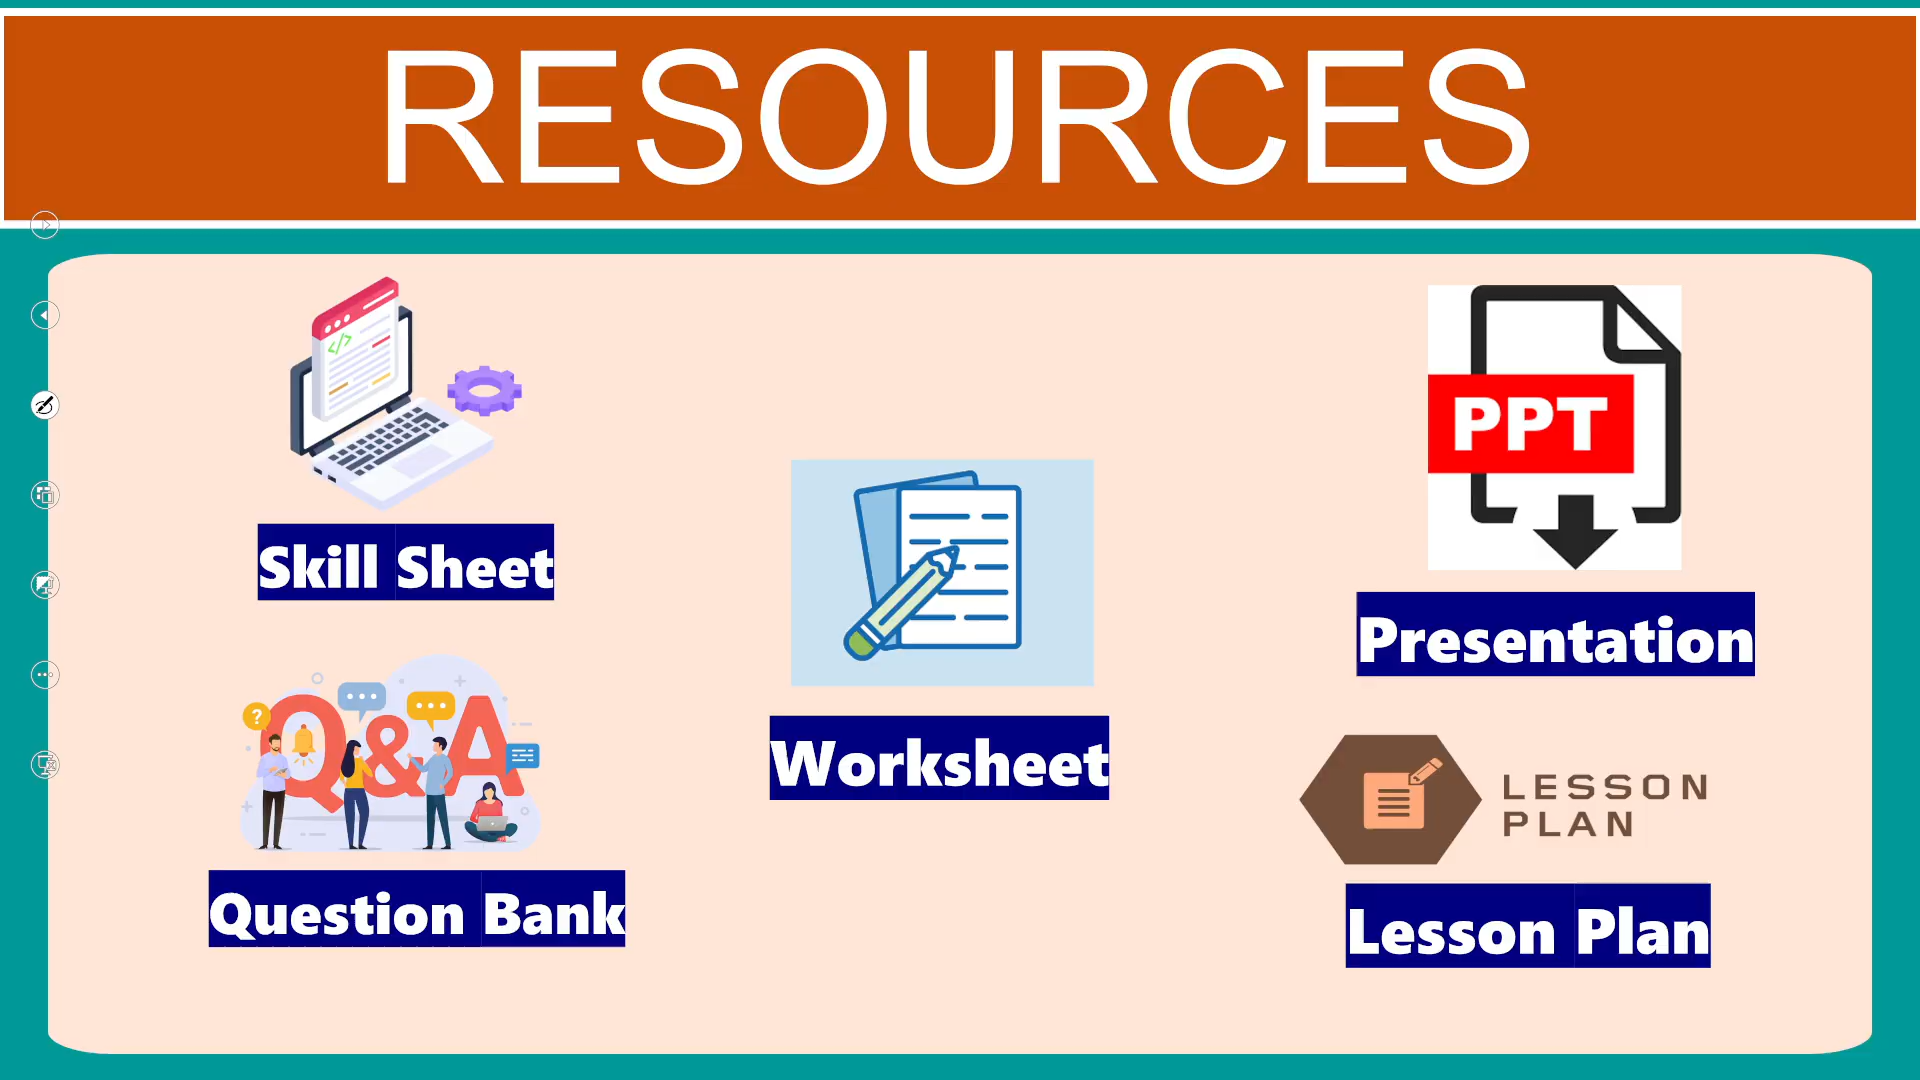 RESOURCES
</>
Skill Sheet
Q&A
?
Question Bank
Worksheet
PPT
Presentation
LESSON
PLAN
Lesson Plan